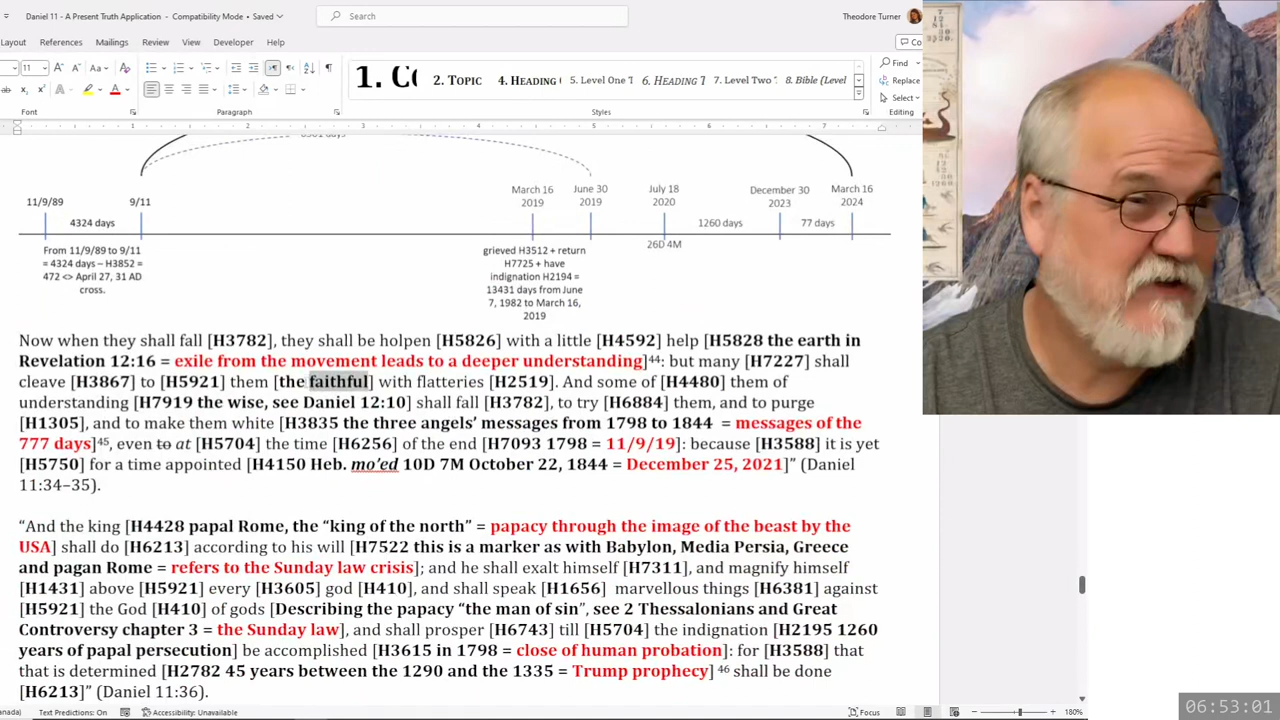 Daniel 11 - A Present Truth Application - Compatibility Mode • Saved
Search
Theodore Turner
Layout References Mailings Review View Developer Help
11
Aa
1. Co 2. TOPIC 4. HEADING 5. Level One 6. HEADING 7. Level Two 8. Bible (Level
Find
Replace
Select
Font Paragraph Styles Editing
1 2 3 4 5 6 7
11/9/89 9/11 March 16 2019 June 30 2019 July 18 2020 December 30 2023 March 16 2024
4324 days 1260 days 77 days
26D 4M
From 11/9/89 to 9/11
= 4324 days – H3852 =
472 <> April 27, 31 AD
cross.
grieved H3512 + return
H7725 + have
indignation H2194 =
13431 days from June
7, 1982 to March 16,
2019
Now when they shall fall [H3782], they shall be holpen [H5826] with a little [H4592] help [H5828 the earth in
Revelation 12:16 = exile from the movement leads to a deeper understanding]44: but many [H7227] shall
cleave [H3867] to [H5921] them [the faithful] with flatteries [H2519]. And some of [H4480] them of
understanding [H7919 the wise, see Daniel 12:10] shall fall [H3782], to try [H6884] them, and to purge
[H1305], and to make them white [H3835 the three angels’ messages from 1798 to 1844 = messages of the
777 days]45, even to at [H5704] the time [H6256] of the end [H7093 1798 = 11/9/19]: because [H3588] it is yet
[H5750] for a time appointed [H4150 Heb. mo’ed 10D 7M October 22, 1844 = December 25, 2021]” (Daniel
11:34–35).
“And the king [H4428 papal Rome, the “king of the north” = papacy through the image of the beast by the
USA] shall do [H6213] according to his will [H7522 this is a marker as with Babylon, Media Persia, Greece
and pagan Rome = refers to the Sunday law crisis]; and he shall exalt himself [H7311], and magnify himself
[H1431] above [H5921] every [H3605] god [H410], and shall speak [H1656] marvellous things [H6381] against
[H5921] the God [H410] of gods [Describing the papacy “the man of sin”, see 2 Thessalonians and Great
Controversy chapter 3 = the Sunday law], and shall prosper [H6743] till [H5704] the indignation [H2195 1260
years of papal persecution] be accomplished [H3615 in 1798 = close of human probation]: for [H3588] that
that is determined [H2782 45 years between the 1290 and the 1335 = Trump prophecy] 46 shall be done
[H6213]” (Daniel 11:36).
Text Predictions: On Accessibility: Unavailable Focus 180%
06:53:01